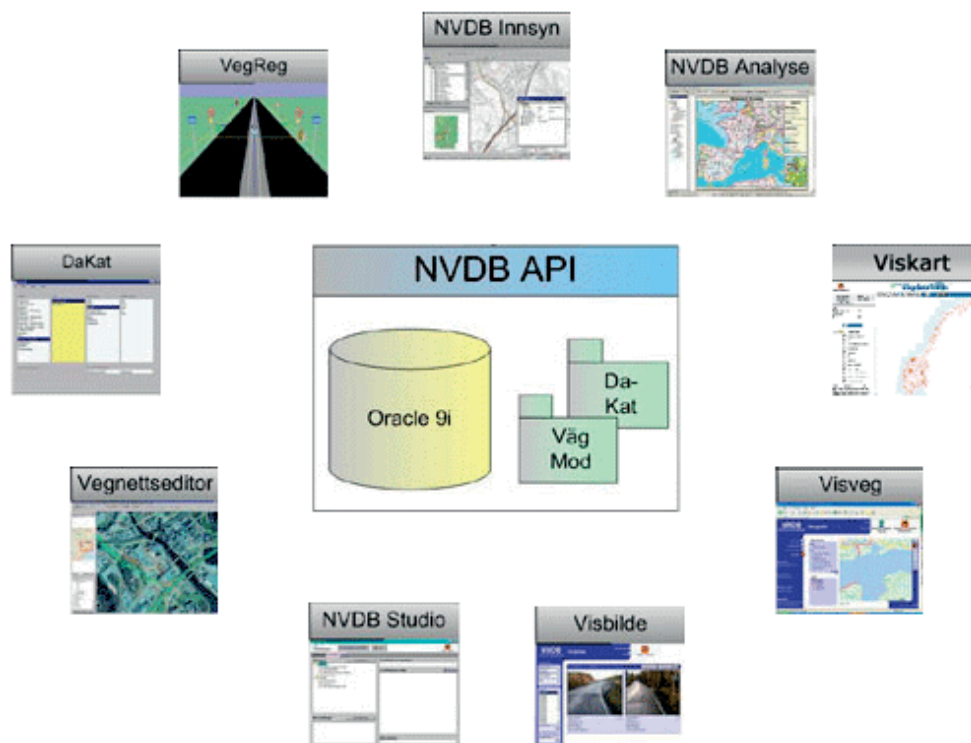 NVDB Innsyn
VegReg
NVDB Analyse
DaKat
NVDB API
Viskart
Oracle 9i
Da-
Kat
Väg
Mod
Vegnettseditor
Visveg
NVDB Studio
Visbilde